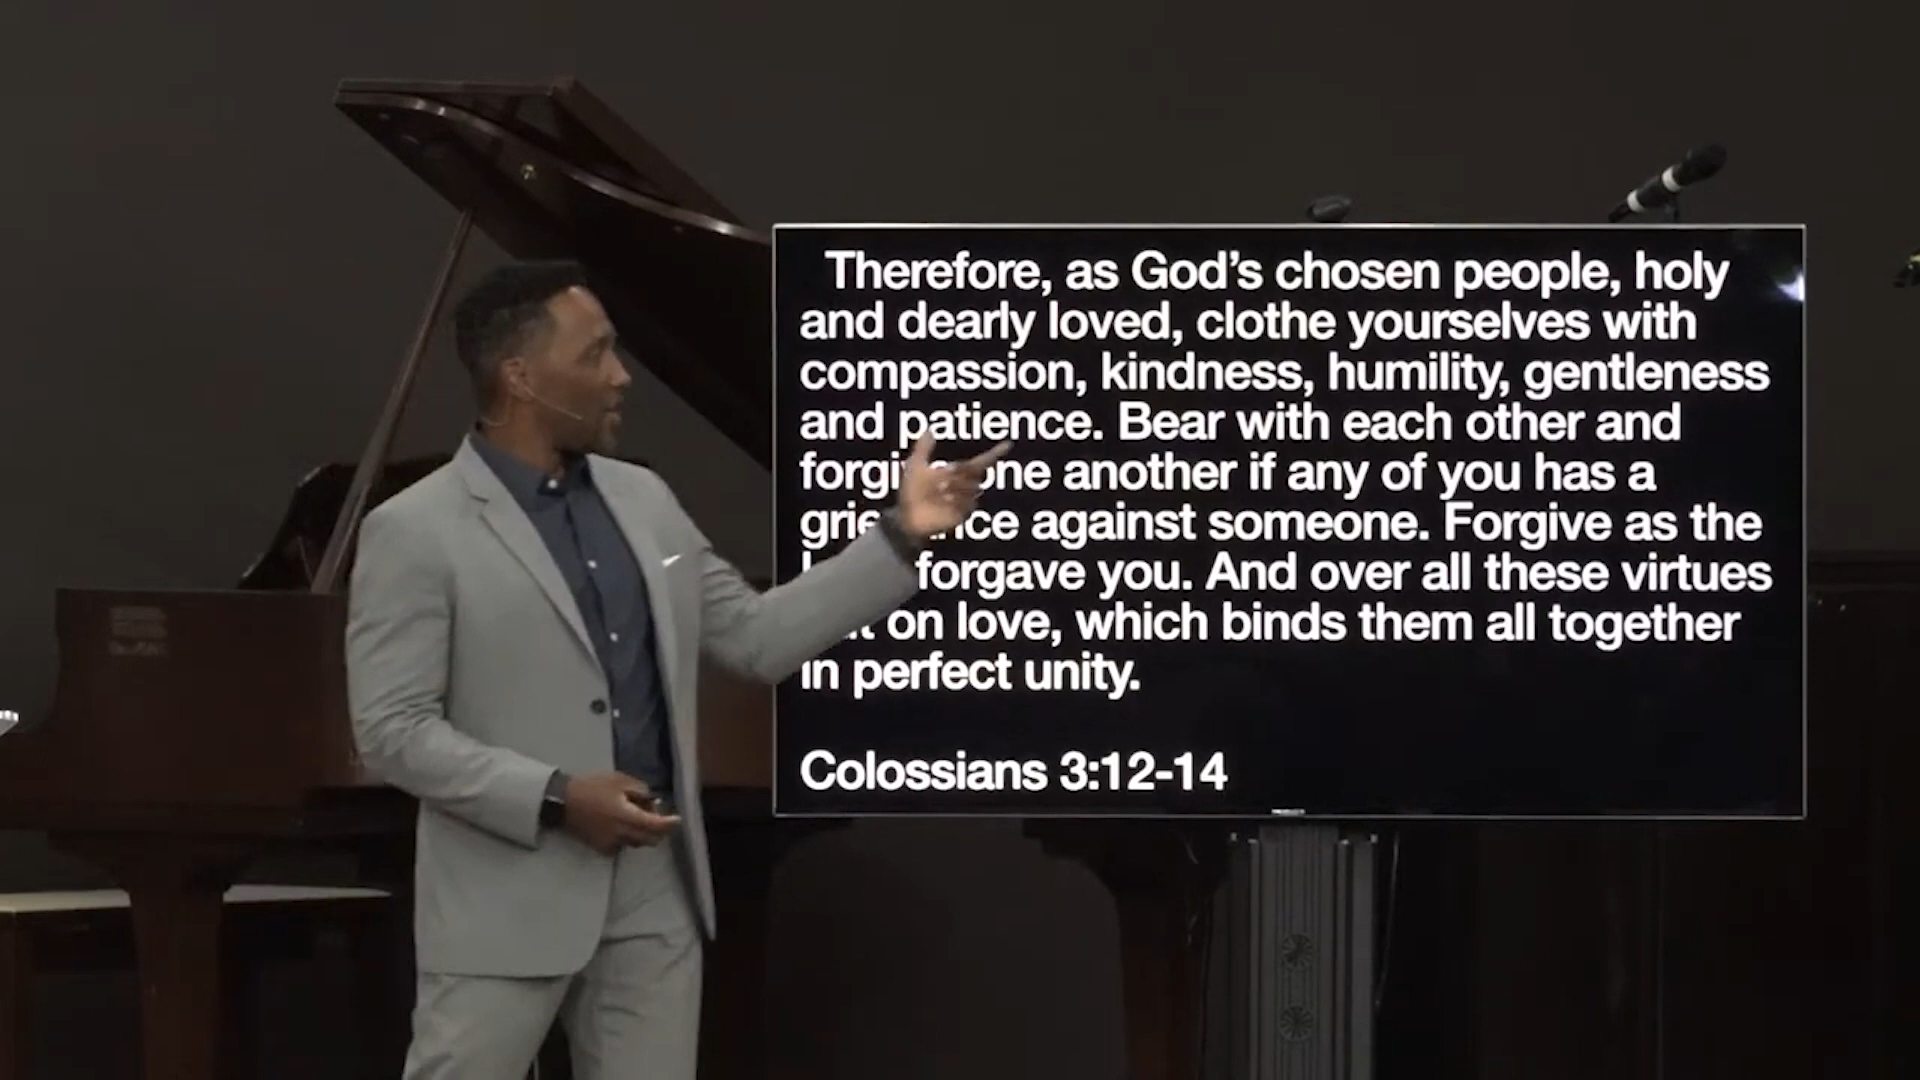 Therefore, as God's chosen people, holy
and dearly loved, clothe yourselves with
compassion, kindness, humility, gentleness
and patience. Bear with each other and
one another if any of you has a
against someone. Forgive as the
forgave you. And over all these virtues
on love, which binds them all together
in perfect unity.
Colossians 3:12-14